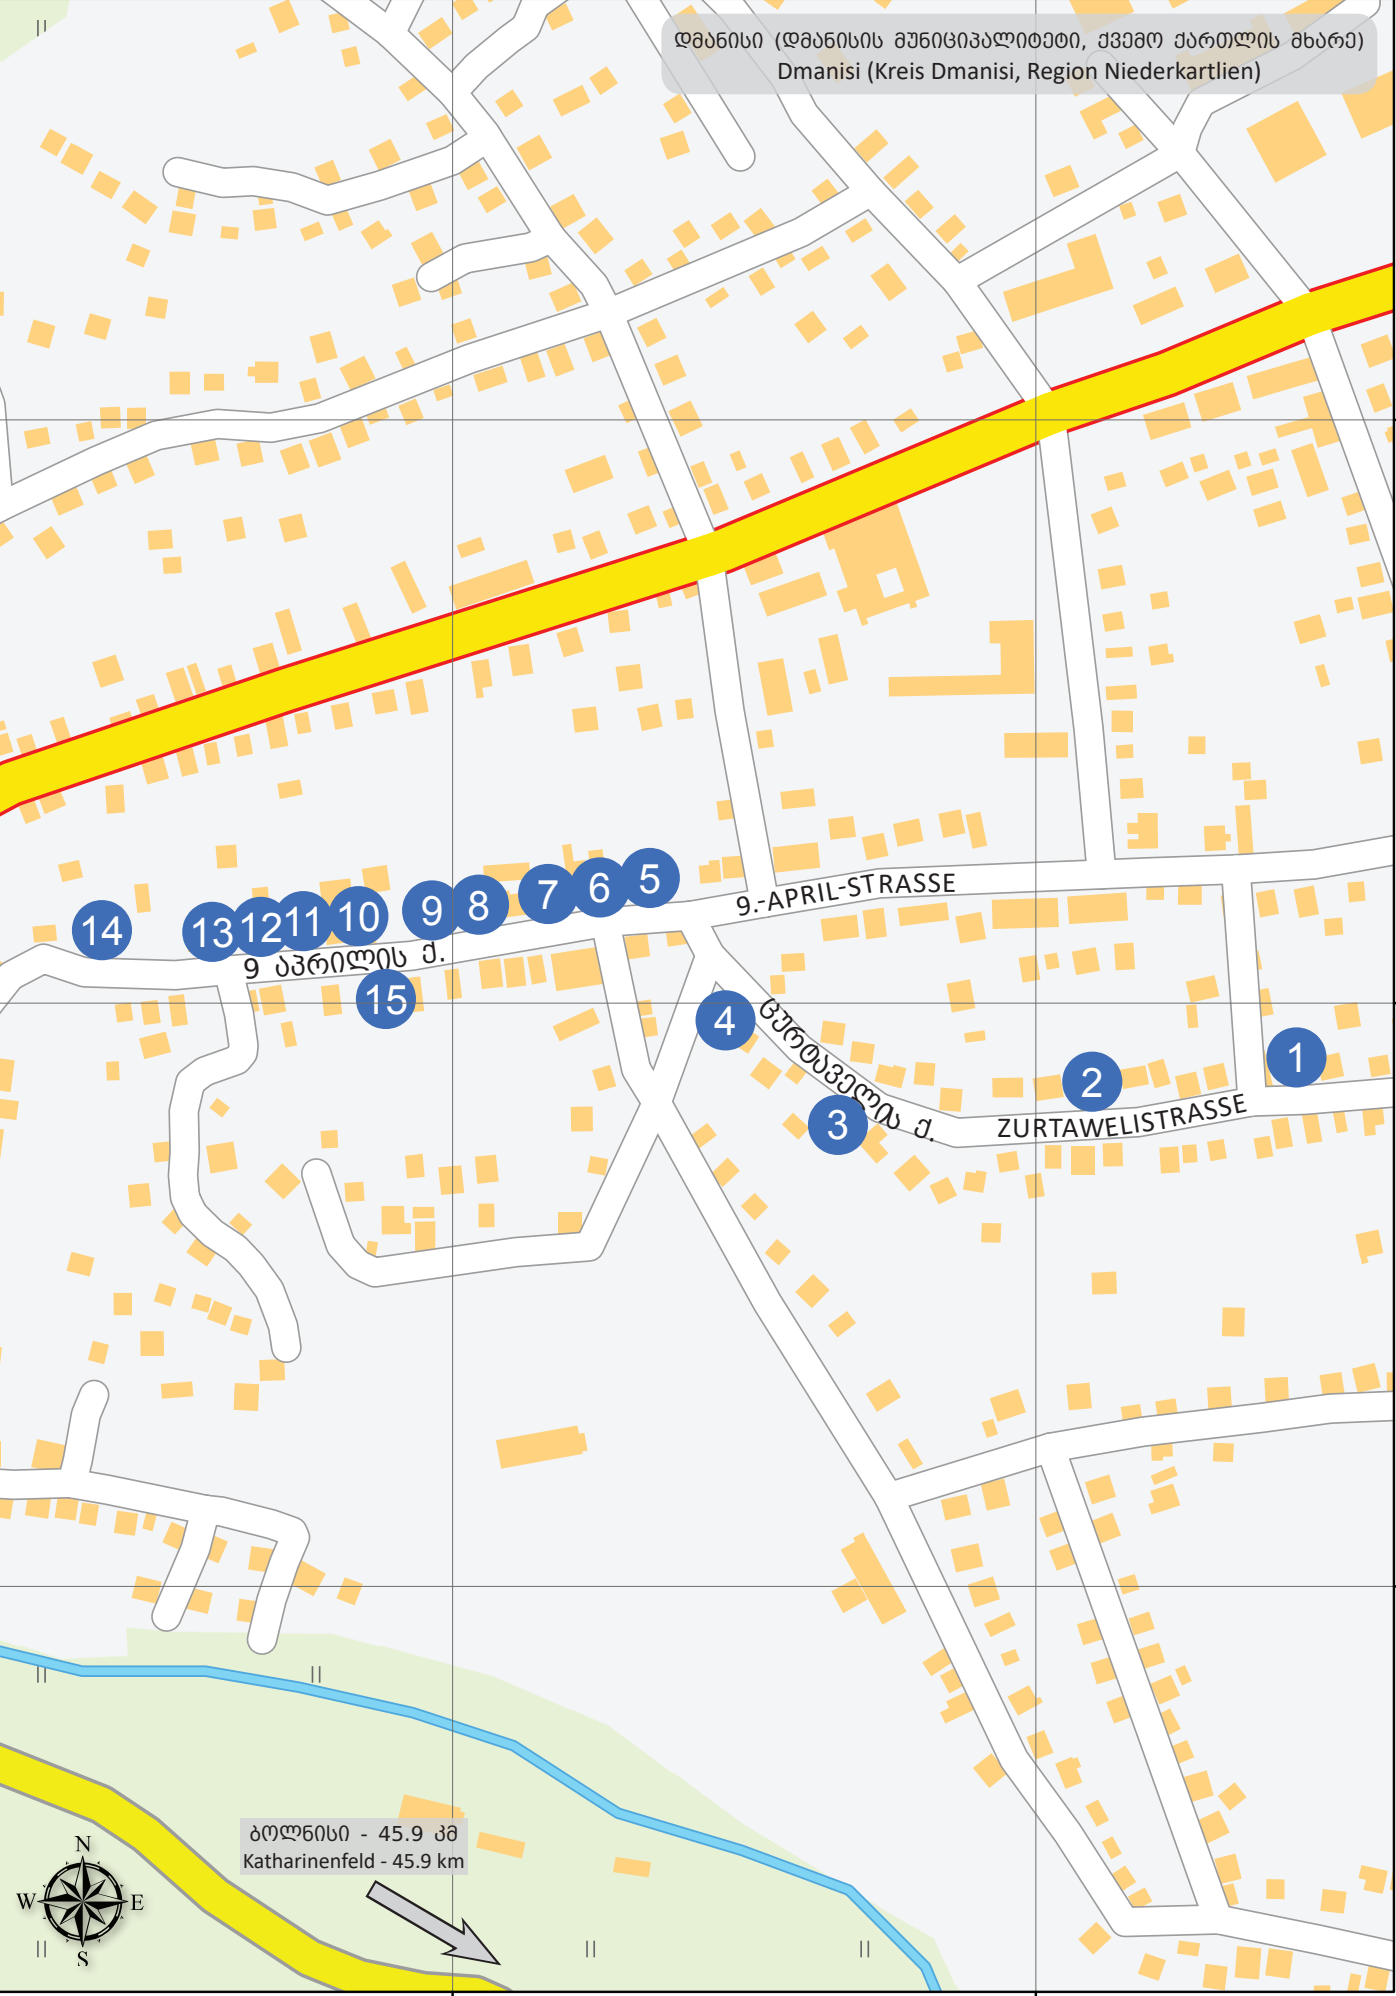 დმანისი (დმანისის მუნიციპალიტეტი, ქვემო ქართლის მხარე)
Dmanisi (Kreis Dmanisi, Region Niederkartlien)
5
6
7
8
9
10
11
12
13
14
9.-APRIL-STRASSE
9 აპრილის ქ.
15
4
ცურტაველის ქ.
1
2
3
ZURTAWELISTRASSE
ბოლნისი - 45.9 კმ
Katharinenfeld - 45.9 km
N
W
E
S